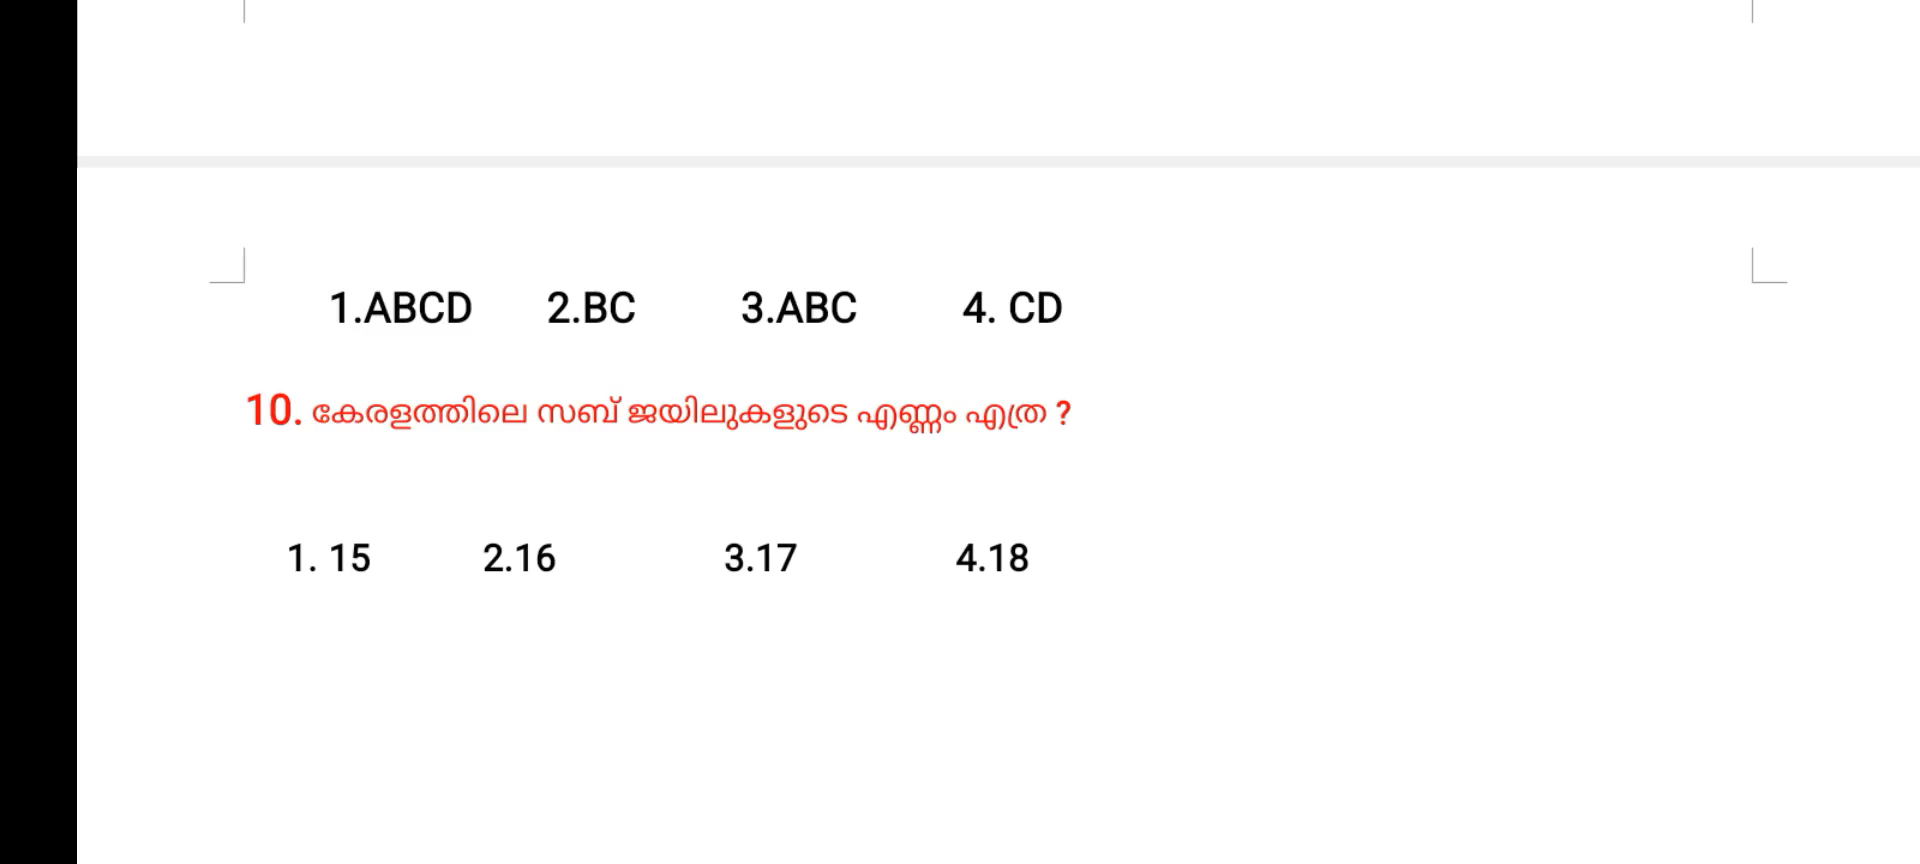 1.ABCD 2.BC 3.ABC 4. CD
10. കേരളത്തിലെ സബ് ജയിലുകളുടെ എണ്ണം എത്ര ?
1. 15 2.16 3.17 4.18